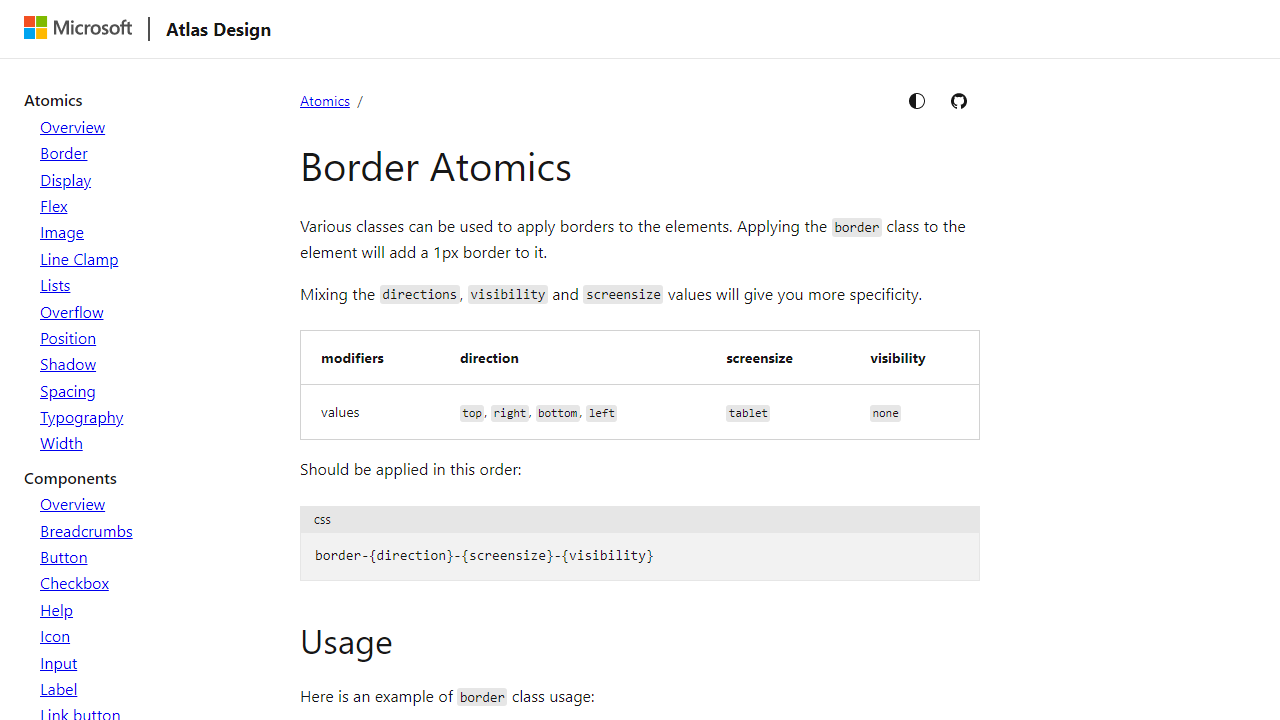 Microsoft
Atlas Design
Atomics
Overview
Border
Display
Flex
Image
Line Clamp
Lists
Overflow
Position
Shadow
Spacing
Typography
Width
Components
Overview
Breadcrumbs
Button
Checkbox
Help
Icon
Input
Label
Link button
Atomics /
Border Atomics
Various classes can be used to apply borders to the elements. Applying the border class to the
element will add a 1px border to it.
Mixing the directions, visibility and screensize values will give you more specificity.
modifiers direction screensize visibility
values top, right, bottom, left tablet none
Should be applied in this order:
css
border-{direction}-{screensize}-{visibility}
Usage
Here is an example of border class usage: